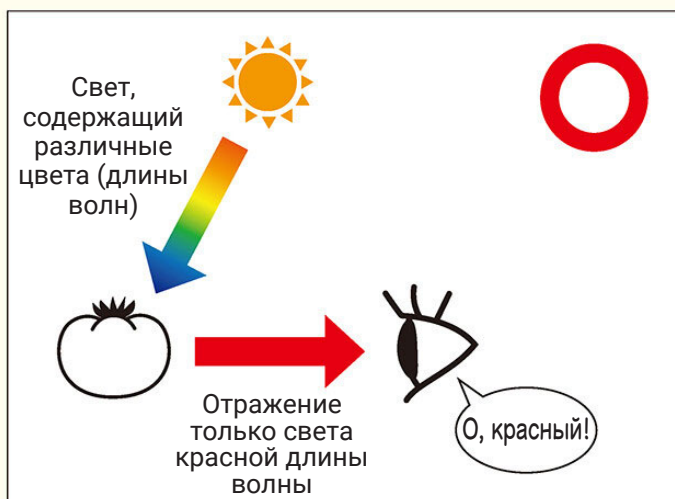 Свет,
содержащий
различные
цвета (длины
волн)
Отражение
только света
красной длины
волны
О, красный!